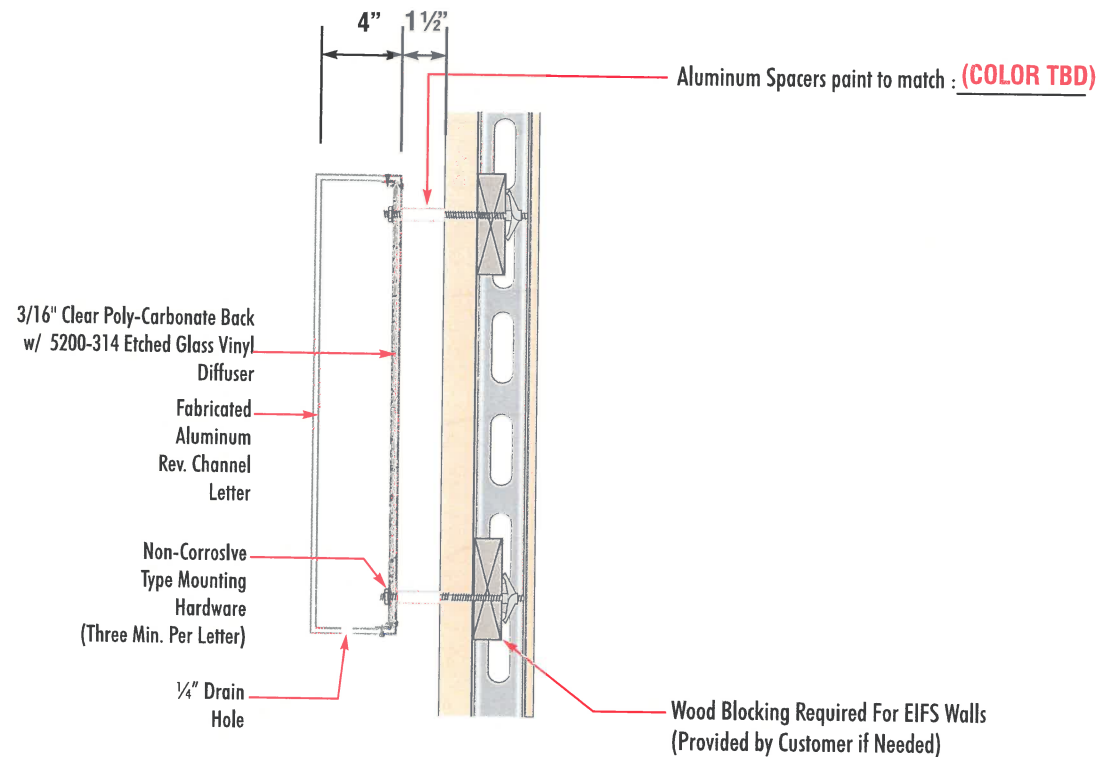 4" 1½"
Aluminum Spacers paint to match : (COLOR TBD)
3/16" Clear Poly-Carbonate Back
w/ 5200-314 Etched Glass Vinyl
Diffuser
Fabricated
Aluminum
Rev. Channel
Letter
Non-Corrosive
Type Mounting
Hardware
(Three Min. Per Letter)
¼" Drain
Hole
Wood Blocking Required For EIFS Walls
(Provided by Customer if Needed)